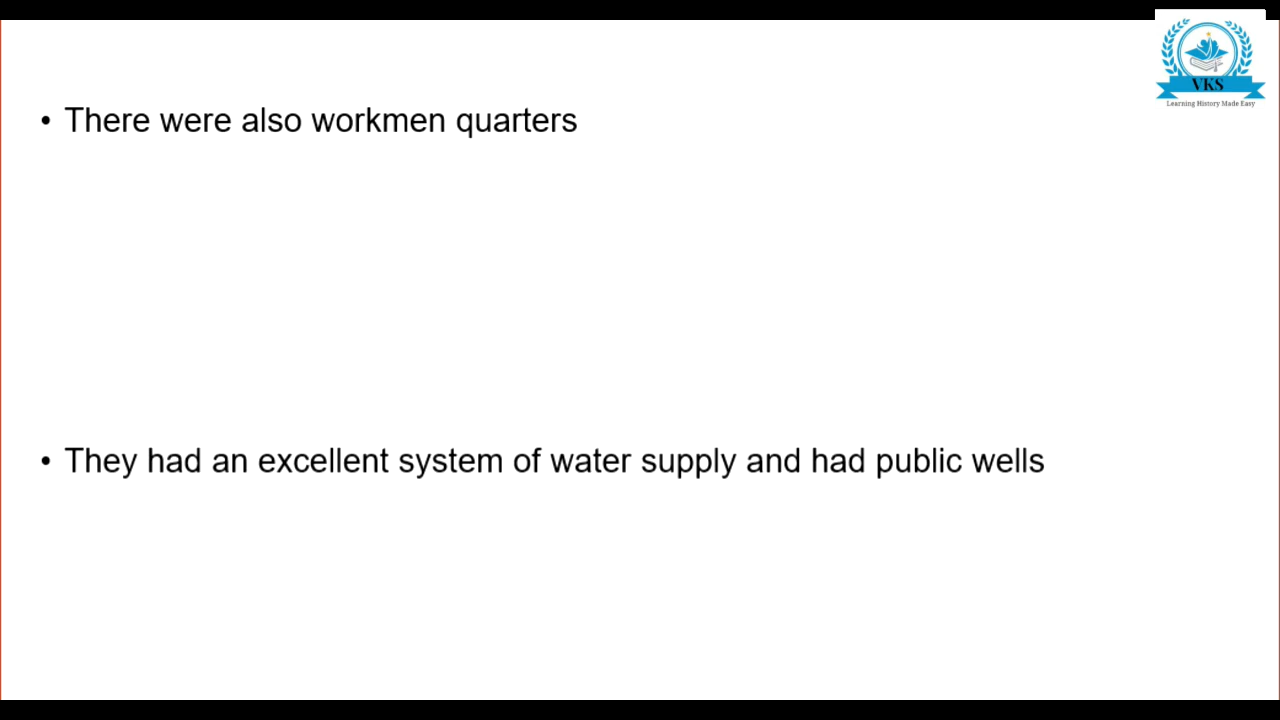 VKS
Learning History Made Easy
• There were also workmen quarters
• They had an excellent system of water supply and had public wells